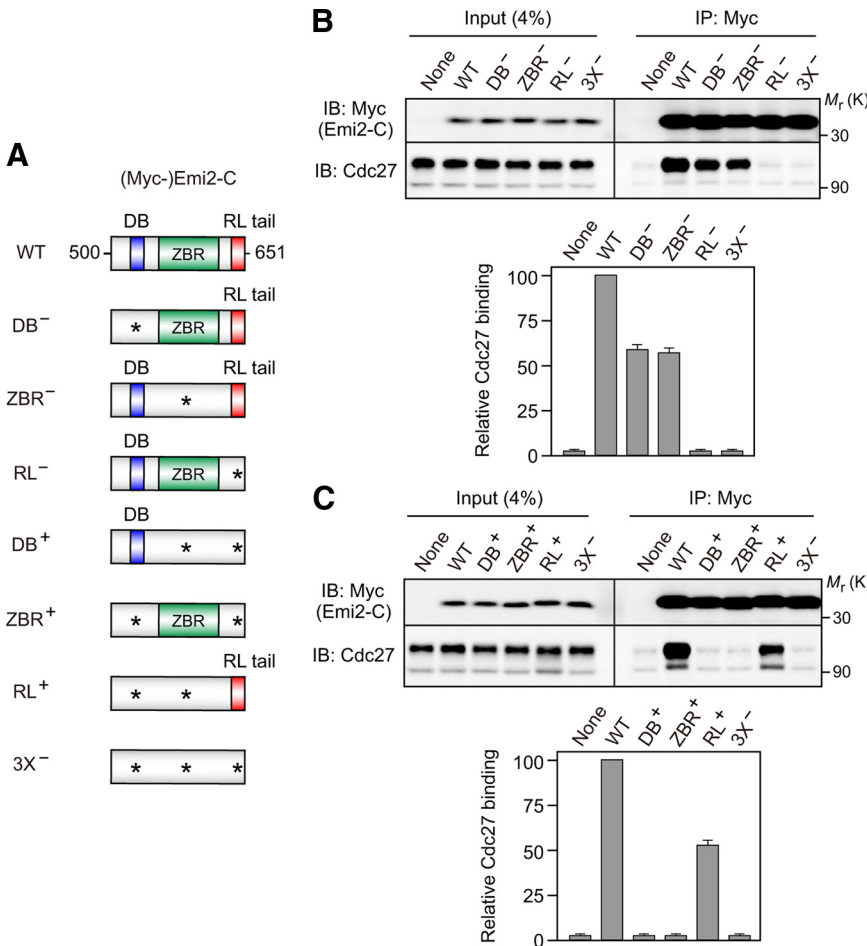 A
(Myc-)Emi2-C
DB RL tail
WT 500 ZBR 651
RL tail
DB⁻ * ZBR
DB RL tail
ZBR⁻ *
DB
RL⁻ ZBR *
DB
DB⁺ * *
ZBR⁺ * ZBR *
RL tail
RL⁺ * *
3X⁻ * * *
B
Input (4%) IP: Myc
None WT DB⁻ ZBR⁻ RL⁻ 3X⁻ None WT DB⁻ ZBR⁻ RL⁻ 3X⁻
Mr (K)
IB: Myc
(Emi2-C)
30
IB: Cdc27
90
None WT DB⁻ ZBR⁻ RL⁻ 3X⁻
Relative Cdc27 binding
100
75
50
25
0
C
Input (4%) IP: Myc
None WT DB⁺ ZBR⁺ RL⁺ 3X⁻ None WT DB⁺ ZBR⁺ RL⁺ 3X⁻
Mr (K)
IB: Myc
(Emi2-C)
30
IB: Cdc27
90
None WT DB⁺ ZBR⁺ RL⁺ 3X⁻
Relative Cdc27 binding
100
75
50
25
0